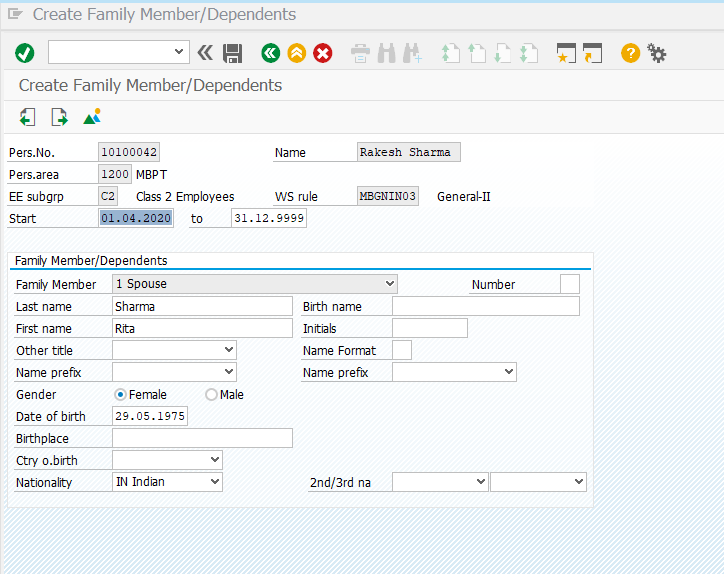 Create Family Member/Dependents
Create Family Member/Dependents
Pers.No. 10100042 Name Rakesh Sharma
Pers.area 1200 MBPT
EE subgrp C2 Class 2 Employees WS rule MBGNIN03 General-II
Start 01.04.2020 to 31.12.9999
Family Member/Dependents
Family Member 1 Spouse Number
Last name Sharma Birth name
First name Rita Initials
Other title Name Format
Name prefix Name prefix
Gender Female Male
Date of birth 29.05.1975
Birthplace
Ctry o.birth
Nationality IN Indian 2nd/3rd na